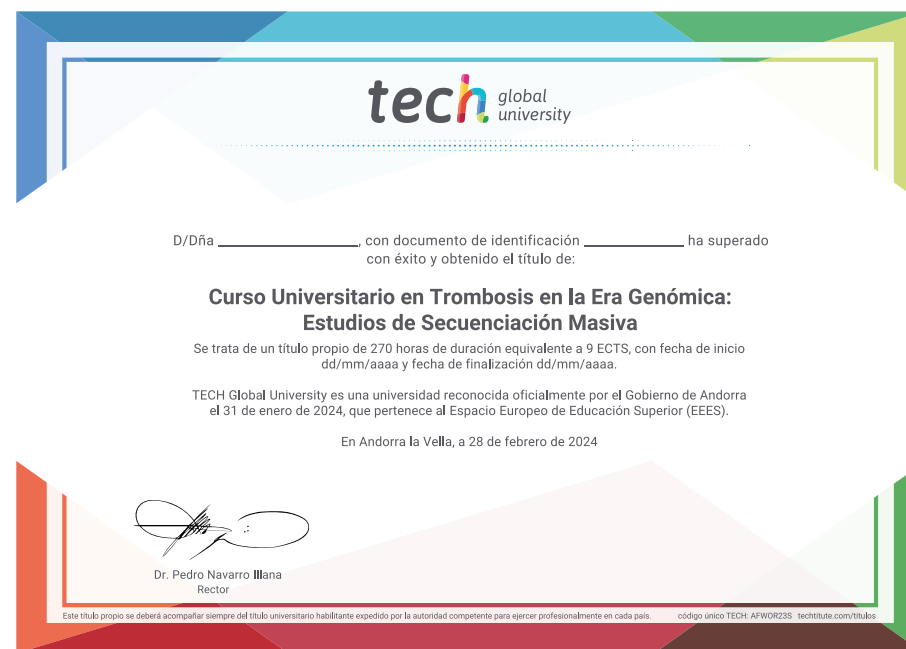 tech global university
D/Dña ____________________, con documento de identificación ______________ ha superado
con éxito y obtenido el título de:
Curso Universitario en Trombosis en la Era Genómica:
Estudios de Secuenciación Masiva
Se trata de un título propio de 270 horas de duración equivalente a 9 ECTS, con fecha de inicio
dd/mm/aaaa y fecha de finalización dd/mm/aaaa.
TECH Global University es una universidad reconocida oficialmente por el Gobierno de Andorra
el 31 de enero de 2024, que pertenece al Espacio Europeo de Educación Superior (EEES).
En Andorra la Vella, a 28 de febrero de 2024
Dr. Pedro Navarro Illana
Rector
Este título propio se deberá acompañar siempre del título universitario habilitante expedido por la autoridad competente para ejercer profesionalmente en cada país. código único TECH: AFWOR23S techtitute.com/titulos